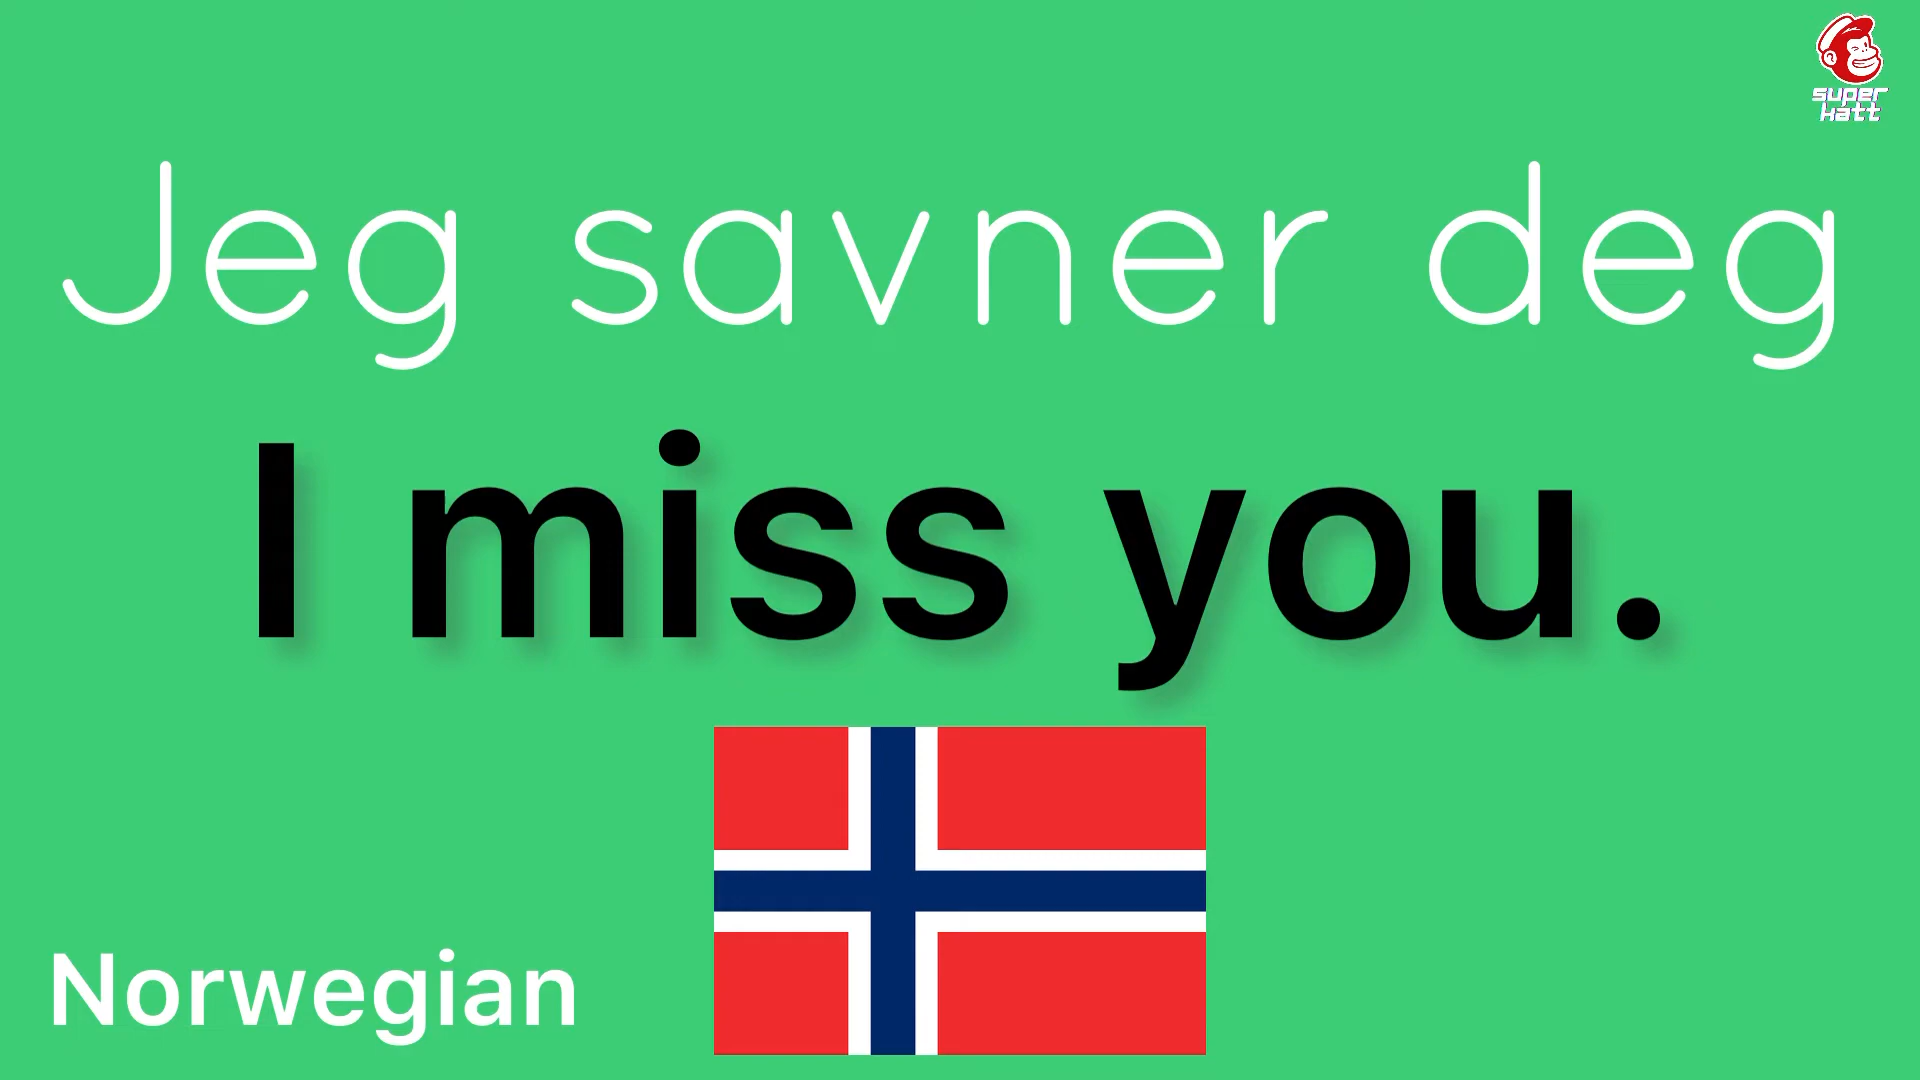 super
Katt
Jeg savner deg
I miss you.
Norwegian